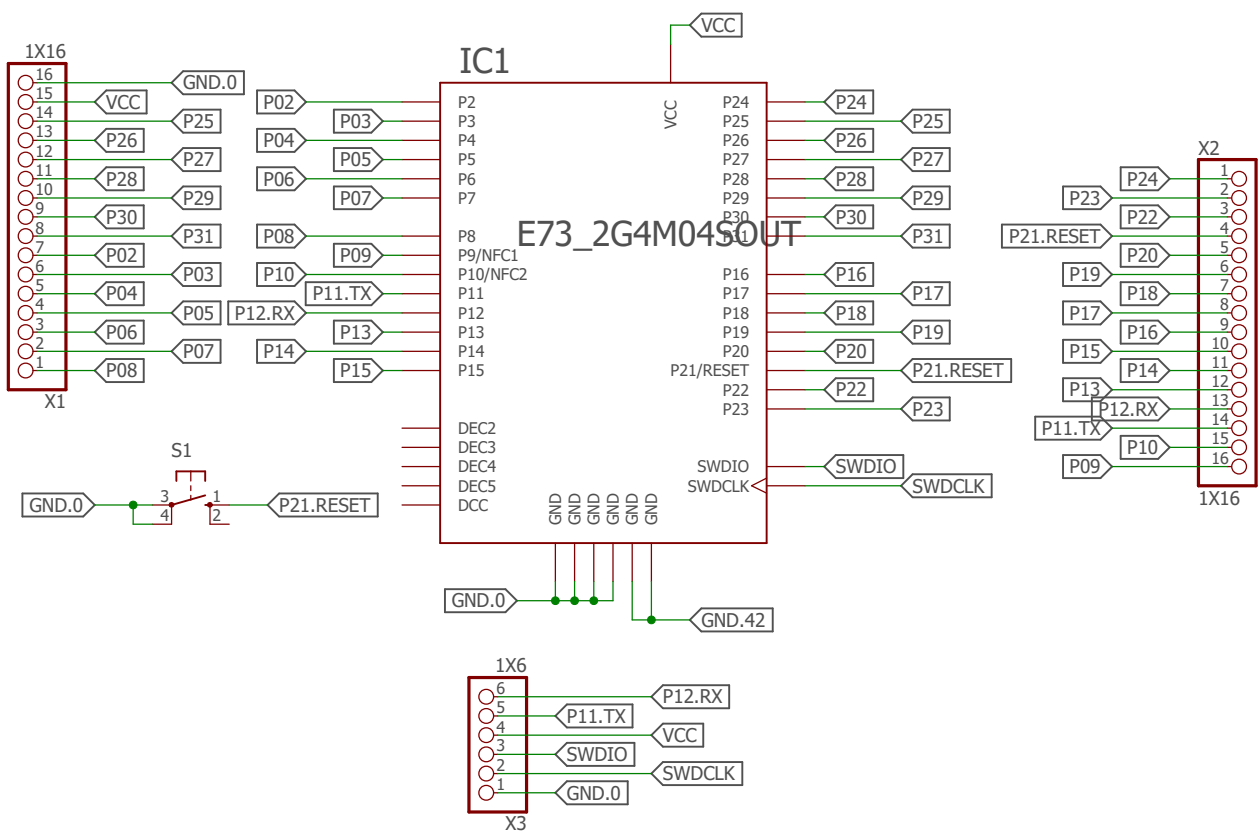 VCC
IC1
1X16
16 GND.0
15 VCC
14 P25
13 P26
12 P27
11 P28
10 P29
9 P30
8 P31
7 P02
6 P03
5 P04
4 P05
3 P06
2 P07
1 P08
X1
P02 P2
P03 P3
P04 P4
P05 P5
P06 P6
P07 P7
P08 P8
P09 P9/NFC1
P10 P10/NFC2
P11.TX P11
P12.RX P12
P13 P13
P14 P14
P15 P15
DEC2
DEC3
DEC4
DEC5
DCC
VCC
E73_2G4M04SOUT
P24 P24
P25 P25
P26 P26
P27 P27
P28 P28
P29 P29
P30 P30
P31 P31
P16 P16
P17 P17
P18 P18
P19 P19
P20 P20
P21/RESET P21.RESET
P22 P22
P23 P23
SWDIO SWDIO
SWDCLK SWDCLK
GND GND GND GND GND GND
GND.0
GND.42
X2
P24 1
P23 2
P22 3
P21.RESET 4
P20 5
P19 6
P18 7
P17 8
P16 9
P15 10
P14 11
P13 12
P12.RX 13
P11.TX 14
P10 15
P09 16
1X16
S1
GND.0 3 1 P21.RESET
4 2
1X6
6 P12.RX
5 P11.TX
4 VCC
3 SWDIO
2 SWDCLK
1 GND.0
X3